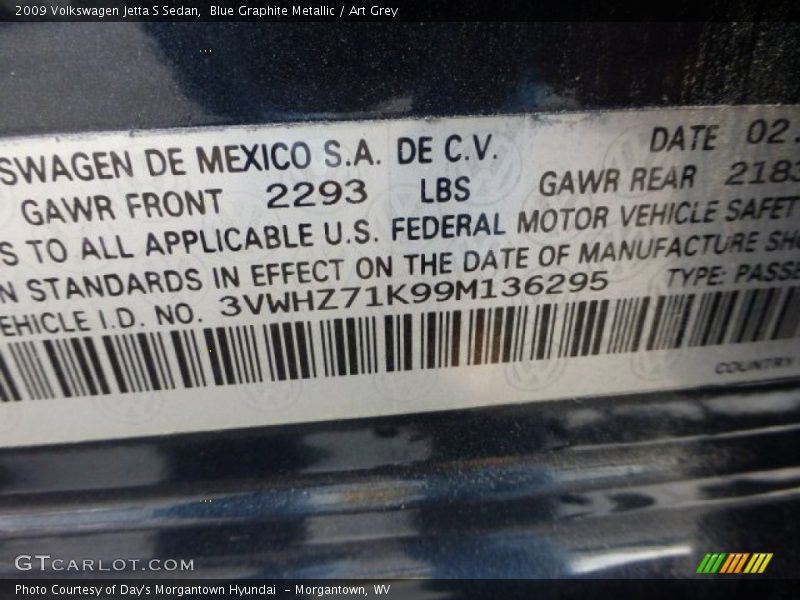 2009 Volkswagen Jetta S Sedan, Blue Graphite Metallic / Art Grey
SWAGEN DE MEXICO S.A. DE C.V. DATE 02
GAWR FRONT 2293 LBS GAWR REAR 2183
S TO ALL APPLICABLE U.S. FEDERAL MOTOR VEHICLE SAFET
N STANDARDS IN EFFECT ON THE DATE OF MANUFACTURE SH
EHICLE I.D. NO. 3VWHZ71K99M136295 TYPE: PASSE
COUNTRY
GTCARLOT.COM
Photo Courtesy of Day's Morgantown Hyundai - Morgantown, WV